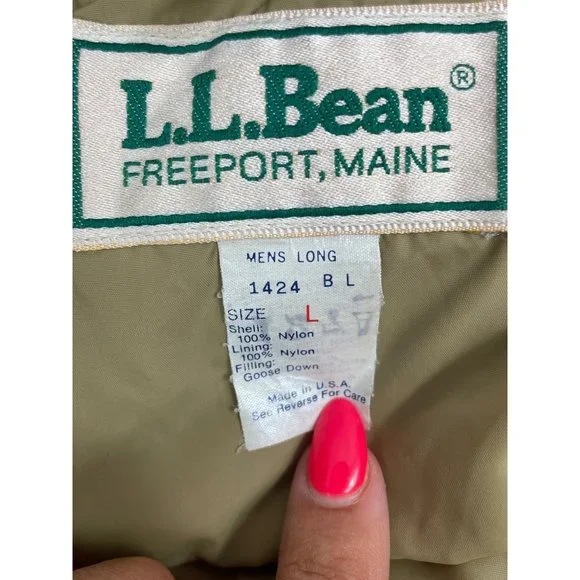 L.L.Bean®
FREEPORT, MAINE
MENS LONG
1424 B L
SIZE L
Shell:
100% Nylon
Lining:
100% Nylon
Filling:
Goose Down
Made in U.S.A.
See Reverse For Care